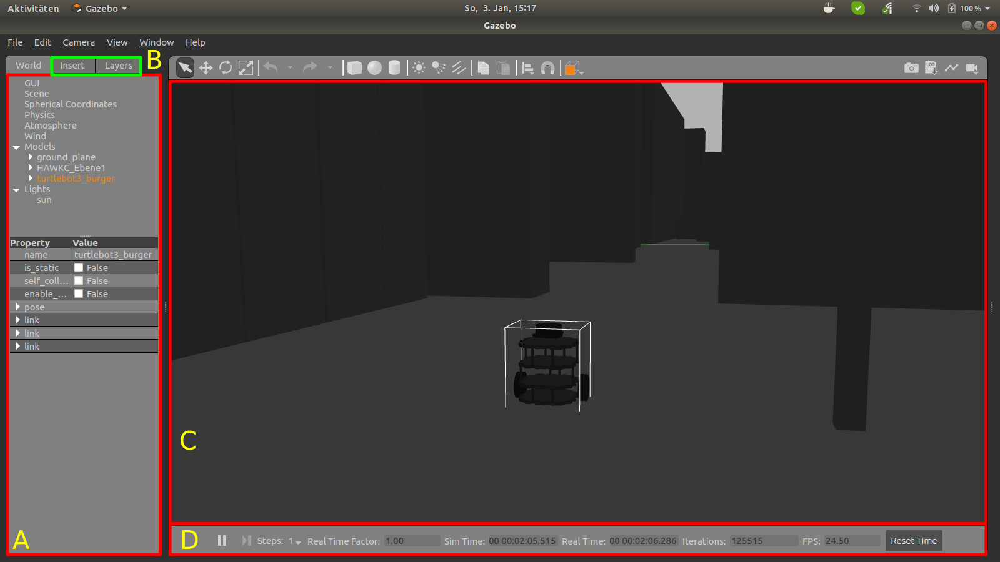 Aktivitäten Gazebo So, 3. Jan, 15:17 100 %
Gazebo
File Edit Camera View Window Help
World Insert Layers B
LOG
GUI
Scene
Spherical Coordinates
Physics
Atmosphere
Wind
Models
ground_plane
HAWKC_Ebene1
turtlebot3_burger
Lights
sun
Property Value
name turtlebot3_burger
is_static False
self_coll... False
enable_... False
pose
link
link
link
A
C
D Steps: 1 Real Time Factor: 1.00 Sim Time: 00 00:02:05.515 Real Time: 00 00:02:06.286 Iterations: 125515 FPS: 24.50 Reset Time